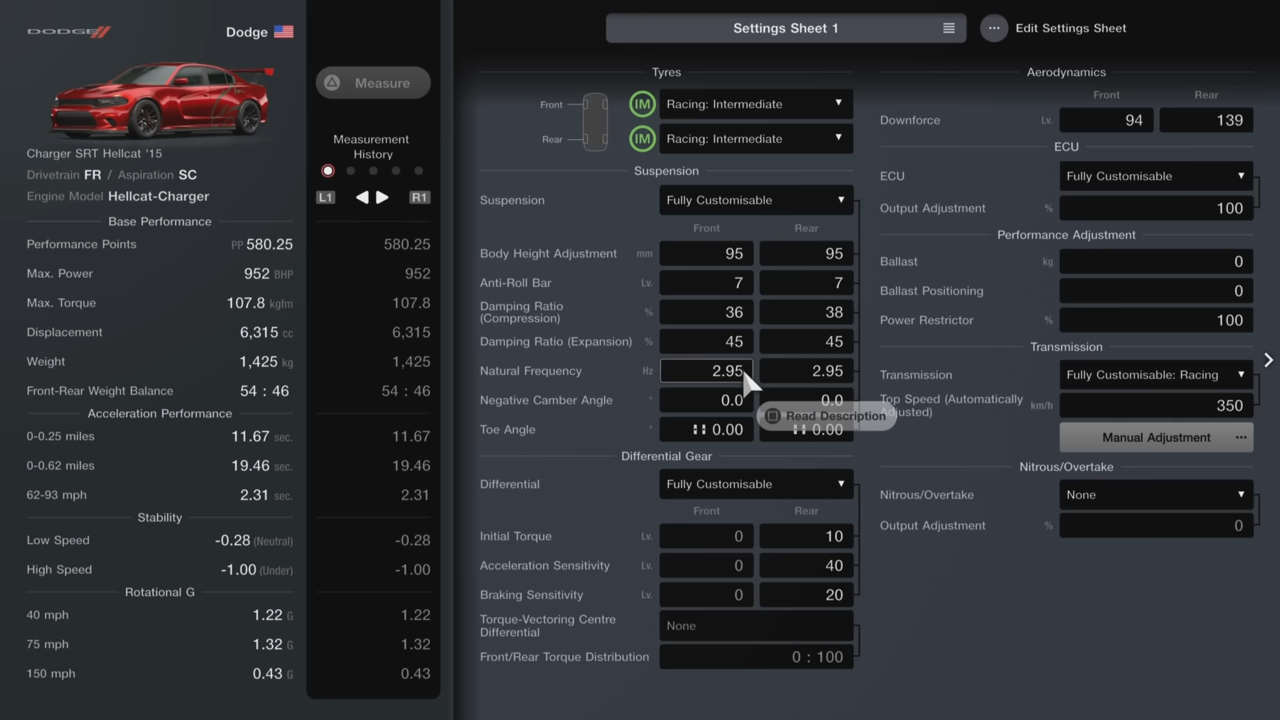 DODGE
Dodge
Charger SRT Hellcat '15
Drivetrain FR / Aspiration SC
Engine Model Hellcat-Charger
Base Performance
Performance Points PP 580.25
Max. Power 952 BHP
Max. Torque 107.8 kgfm
Displacement 6,315 cc
Weight 1,425 kg
Front-Rear Weight Balance 54 : 46
Acceleration Performance
0-0.25 miles 11.67 sec.
0-0.62 miles 19.46 sec.
62-93 mph 2.31 sec.
Stability
Low Speed -0.28 (Neutral)
High Speed -1.00 (Under)
Rotational G
40 mph 1.22 G
75 mph 1.32 G
150 mph 0.43 G
Measure
Measurement
History
L1 R1
580.25
952
107.8
6,315
1,425
54 : 46
11.67
19.46
2.31
-0.28
-1.00
1.22
1.32
0.43
Settings Sheet 1
Edit Settings Sheet
Tyres
Front IM Racing: Intermediate
Rear IM Racing: Intermediate
Suspension
Suspension Fully Customisable
Front Rear
Body Height Adjustment mm 95 95
Anti-Roll Bar Lv. 7 7
Damping Ratio
(Compression) % 36 38
Damping Ratio (Expansion) % 45 45
Natural Frequency Hz 2.95 2.95
Negative Camber Angle ° 0.0 0.0
Read Description
Toe Angle ° 0.00 0.00
Differential Gear
Differential Fully Customisable
Front Rear
Initial Torque Lv. 0 10
Acceleration Sensitivity Lv. 0 40
Braking Sensitivity Lv. 0 20
Torque-Vectoring Centre
Differential None
Front/Rear Torque Distribution 0 : 100
Aerodynamics
Front Rear
Downforce Lv. 94 139
ECU
ECU Fully Customisable
Output Adjustment % 100
Performance Adjustment
Ballast kg 0
Ballast Positioning 0
Power Restrictor % 100
Transmission
Transmission Fully Customisable: Racing
Top Speed (Automatically
Adjusted) km/h 350
Manual Adjustment
Nitrous/Overtake
Nitrous/Overtake None
Output Adjustment % 0